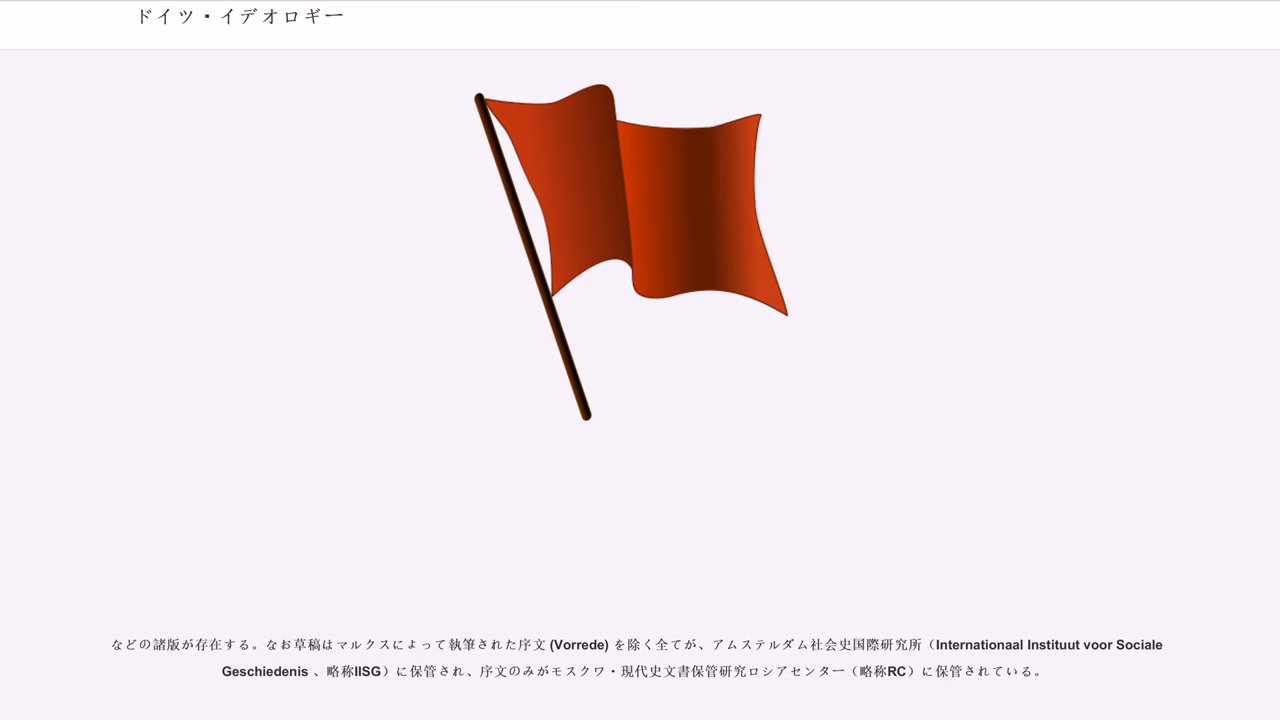 ドイツ・イデオロギー
などの諸版が存在する。なお草稿はマルクスによって執筆された序文 (Vorrede) を除く全てが、アムステルダム社会史国際研究所（Internationaal Instituut voor Sociale
Geschiedenis 、略称IISG）に保管され、序文のみがモスクワ・現代史文書保管研究ロシアセンター（略称RC）に保管されている。